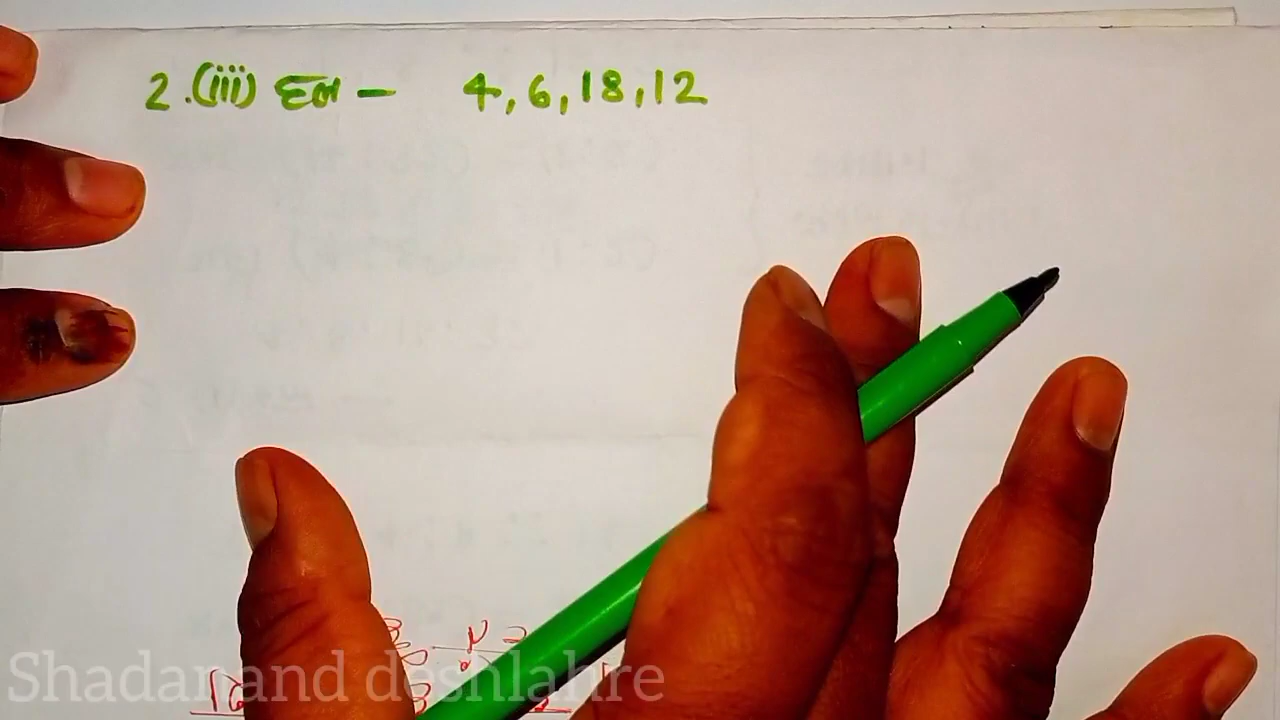 2.(iii) हल – 4, 6, 18, 12
Shadanand deshlahre